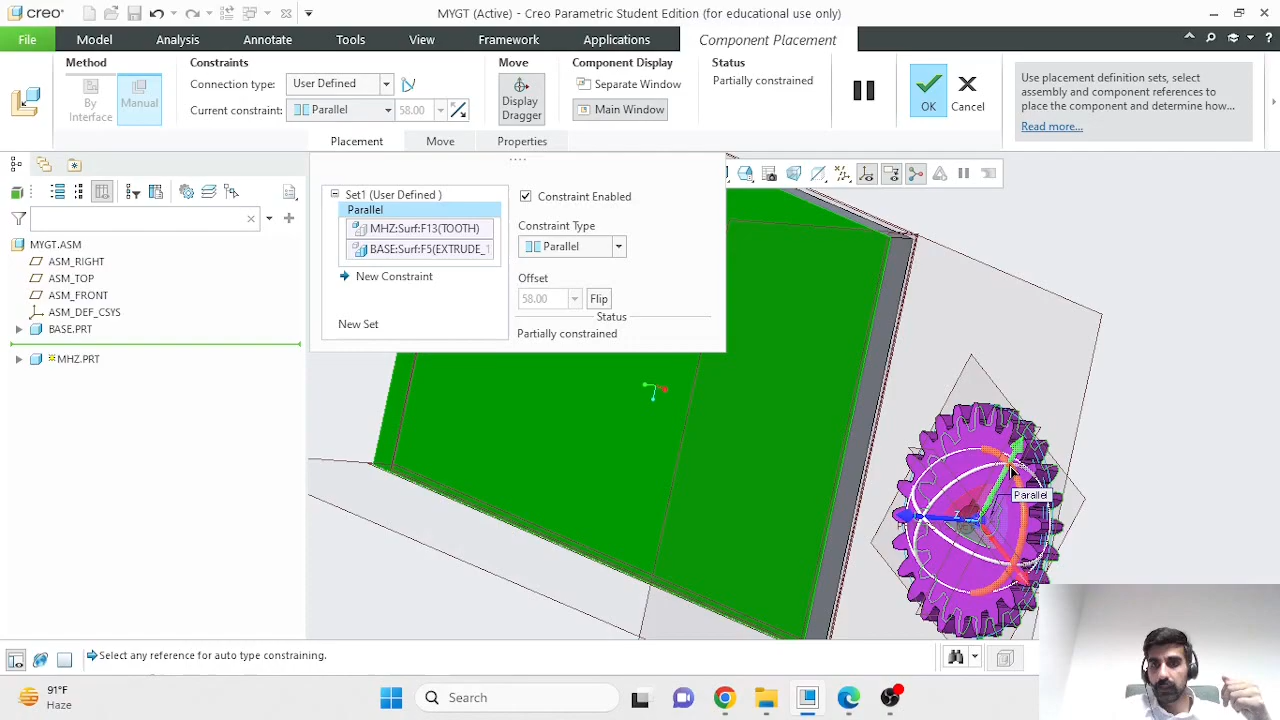 creo
MYGT (Active) - Creo Parametric Student Edition (for educational use only)
File
Model
Analysis
Annotate
Tools
View
Framework
Applications
Component Placement
Method
Constraints
Move
Component Display
Status
By Interface
Manual
Connection type:
User Defined
Current constraint:
Parallel
58.00
Display Dragger
Separate Window
Main Window
Partially constrained
OK
Cancel
Use placement definition sets, select
assembly and component references to
place the component and determine how...
Read more...
Placement
Move
Properties
Set1 (User Defined )
Parallel
MHZ:Surf:F13(TOOTH)
BASE:Surf:F5(EXTRUDE_1
New Constraint
New Set
Constraint Enabled
Constraint Type
Parallel
Offset
58.00
Flip
Status
Partially constrained
MYGT.ASM
ASM_RIGHT
ASM_TOP
ASM_FRONT
ASM_DEF_CSYS
BASE.PRT
MHZ.PRT
Z
Parallel
Select any reference for auto type constraining.
91°F
Haze
Search